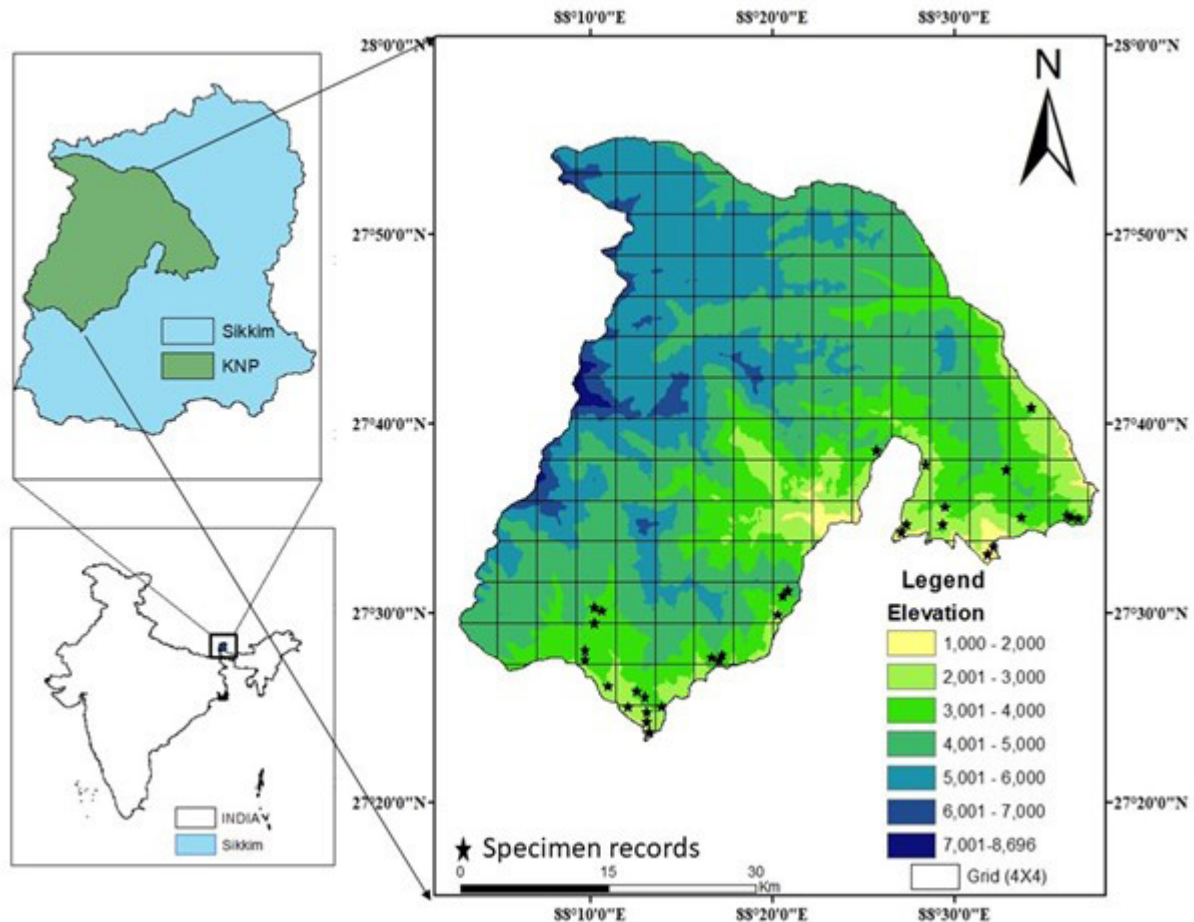 88°10'0"E 88°20'0"E 88°30'0"E
28°0'0"N 28°0'0"N
N
27°50'0"N 27°50'0"N
Sikkim
KNP
27°40'0"N 27°40'0"N
27°30'0"N 27°30'0"N
27°20'0"N 27°20'0"N
INDIA
Sikkim
Legend
Elevation
1,000 - 2,000
2,001 - 3,000
3,001 - 4,000
4,001 - 5,000
5,001 - 6,000
6,001 - 7,000
7,001-8,696
Grid (4X4)
Specimen records
0 15 30
Km
88°10'0"E 88°20'0"E 88°30'0"E